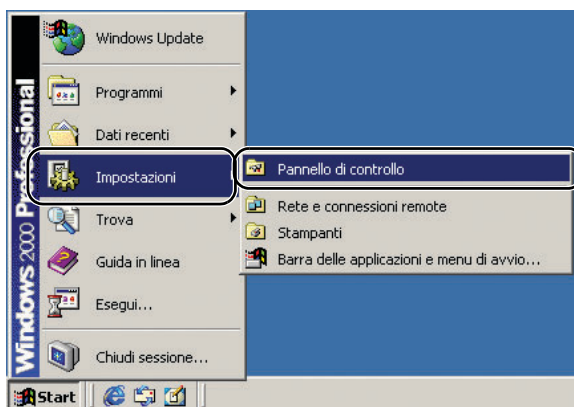 Windows 2000 Professional
Windows Update
Programmi
Dati recenti
Impostazioni
Trova
Guida in linea
Esegui...
Chiudi sessione...
Pannello di controllo
Rete e connessioni remote
Stampanti
Barra delle applicazioni e menu di avvio...
Start